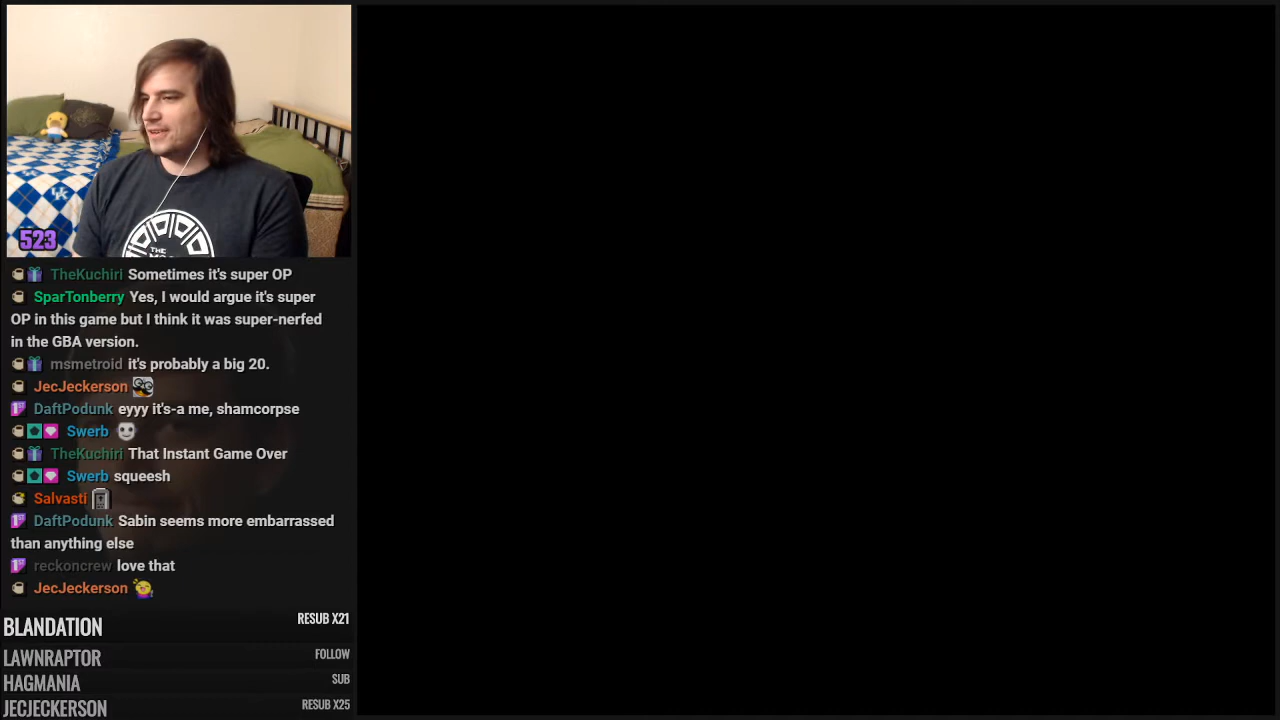 UK
THE
523
TheKuchiri Sometimes it's super OP
SparTonberry Yes, I would argue it's super
OP in this game but I think it was super-nerfed
in the GBA version.
msmetroid it's probably a big 20.
JecJeckerson
DaftPodunk eyyy it's-a me, shamcorpse
Swerb
TheKuchiri That Instant Game Over
Swerb squeesh
Salvasti
DaftPodunk Sabin seems more embarrassed
than anything else
reckoncrew love that
JecJeckerson
BLANDATION RESUB X21
LAWNRAPTOR FOLLOW
HAGMANIA SUB
JECJECKERSON RESUB X25